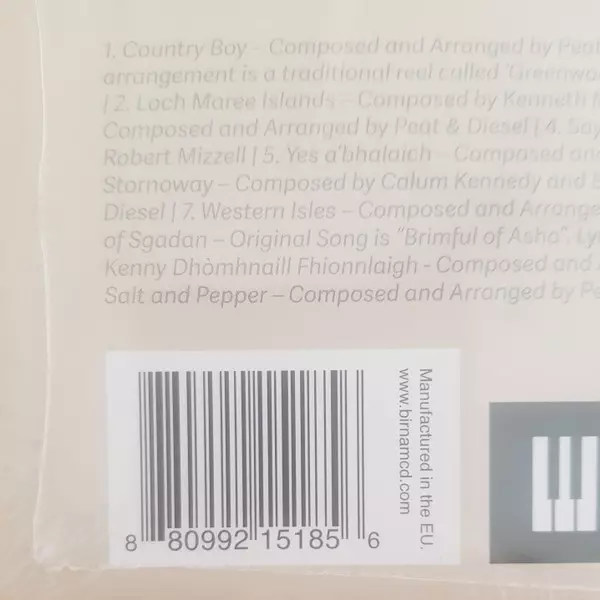 1. Country Boy – Composed and Arranged by Peat
arrangement is a traditional reel called 'Greenwo
| 2. Loch Maree Islands – Composed by Kenneth M
Composed and Arranged by Peat & Diesel | 4. Say
Robert Mizzell | 5. Yes a'bhalaich – Composed and
Stornoway – Composed by Calum Kennedy and
Diesel | 7. Western Isles – Composed and Arrange
of Sgadan – Original Song is "Brimful of Asha". Ly
Kenny Dhòmhnaill Fhionnlaigh - Composed and
Salt and Pepper – Composed and Arranged by Pe
Manufactured in the EU.
www.birnamcd.com
8 80992 15185 6